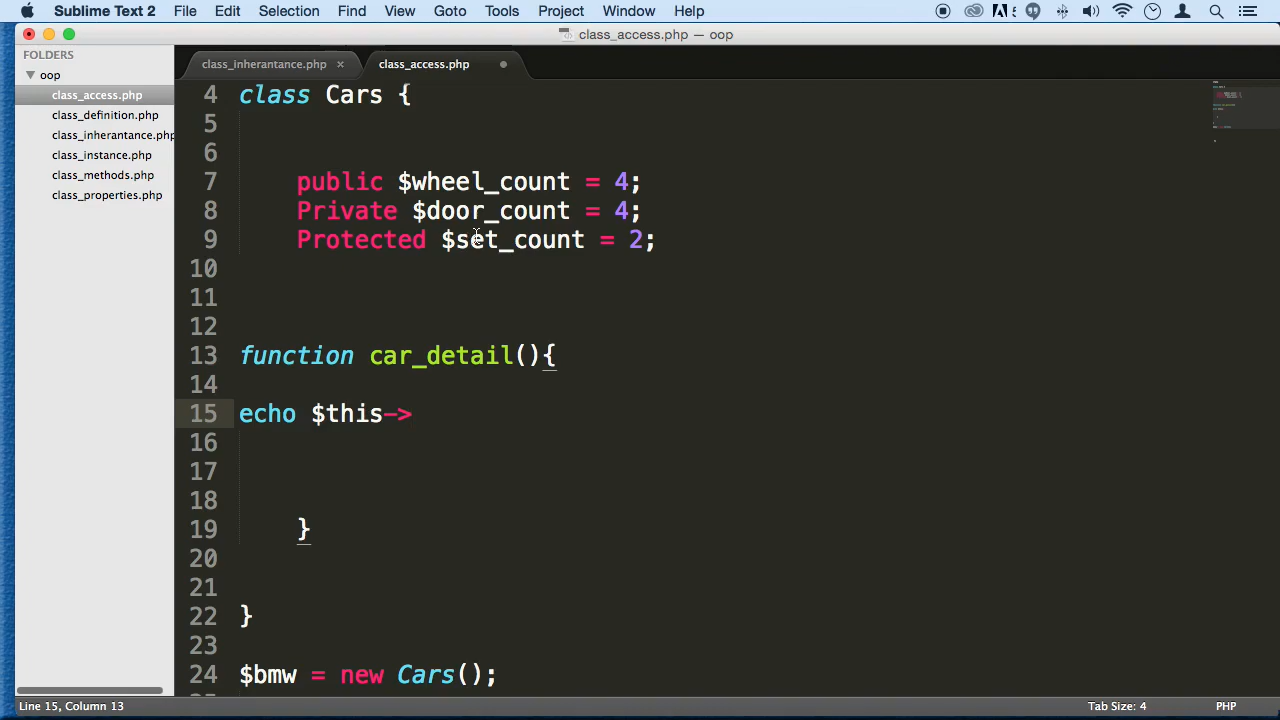 Sublime Text 2 File Edit Selection Find View Goto Tools Project Window Help
class_access.php — oop
FOLDERS
oop
class_access.php
class_definition.php
class_inherantance.php
class_instance.php
class_methods.php
class_properties.php
class_inherantance.php × class_access.php
4 class Cars {
5
6
7 public $wheel_count = 4;
8 Private $door_count = 4;
9 Protected $set_count = 2;
10
11
12
13 function car_detail(){
14
15 echo $this->
16
17
18
19 }
20
21
22 }
23
24 $bmw = new Cars();
Line 15, Column 13 Tab Size: 4 PHP